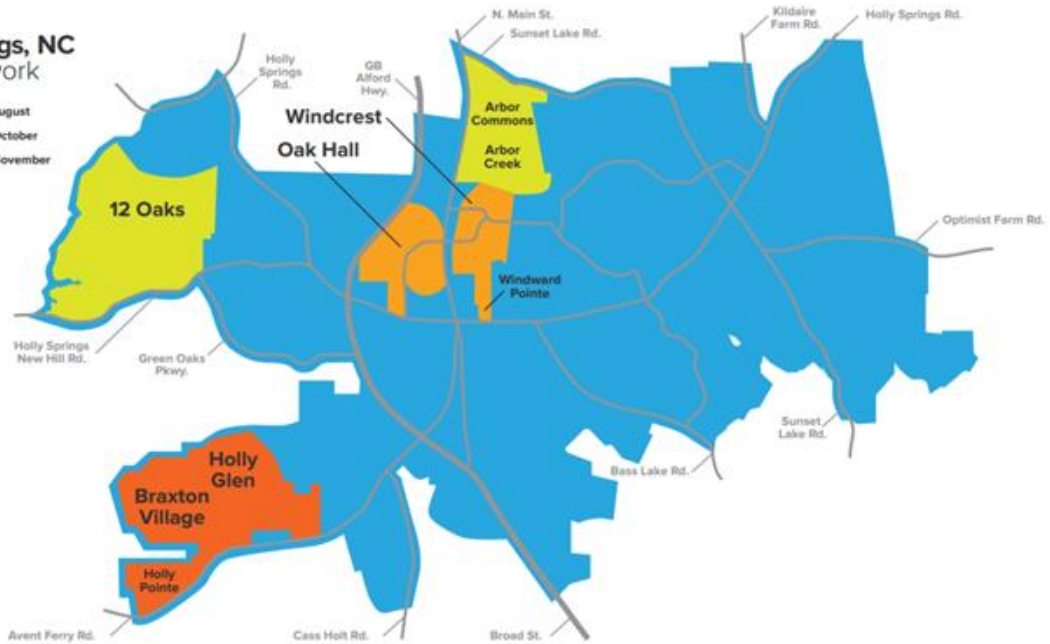 gs, NC
ork
ugust
ctober
ovember
N. Main St.
Sunset Lake Rd.
Kildaire
Farm Rd.
Holly Springs Rd.
Holly
Springs
Rd.
GB
Alford
Hwy.
Windcrest
Oak Hall
Arbor
Commons
Arbor
Creek
12 Oaks
Optimist Farm Rd.
Windward
Pointe
Holly Springs
New Hill Rd.
Green Oaks
Pkwy.
Sunset
Lake Rd.
Bass Lake Rd.
Holly
Glen
Braxton
Village
Holly
Pointe
Avent Ferry Rd.
Cass Holt Rd.
Broad St.